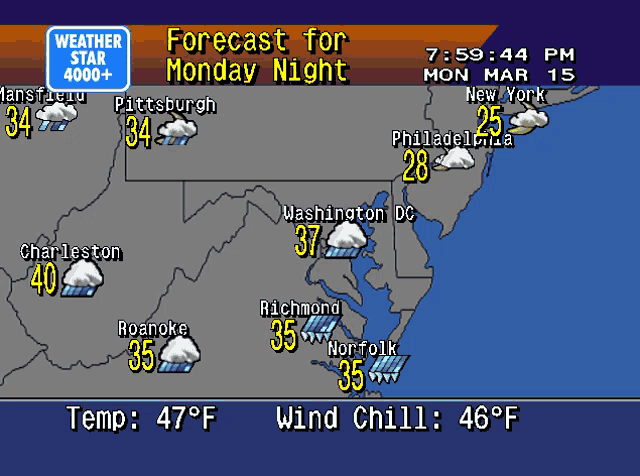 WEATHER
STAR
4000+
Forecast for
Monday Night
7:59:44 PM
MON MAR 15
Mansfield
34
Pittsburgh
34
New York
25
Philadelphia
28
Washington DC
37
Charleston
40
Richmond
35
Roanoke
35
Norfolk
35
Temp: 47°F Wind Chill: 46°F